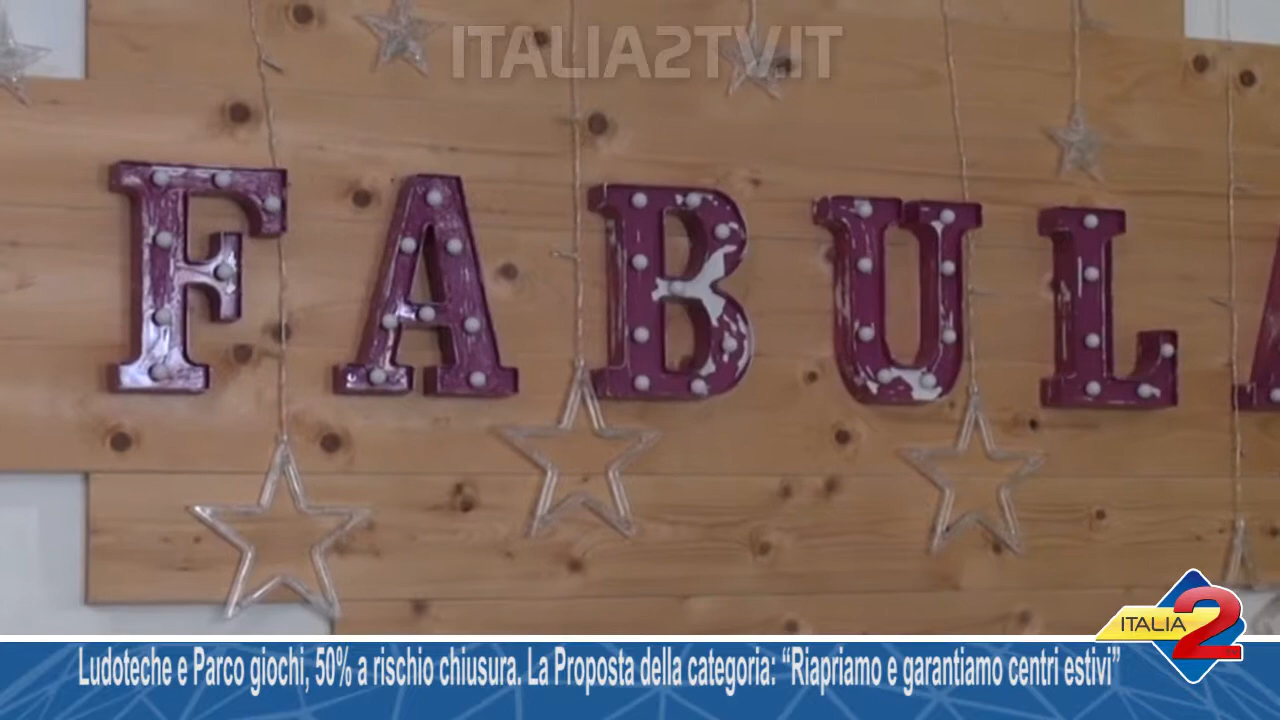 ITALIA2TV.IT
FABULA
ITALIA 2
Ludoteche e Parco giochi, 50% a rischio chiusura. La Proposta della categoria: “Riapriamo e garantiamo centri estivi”